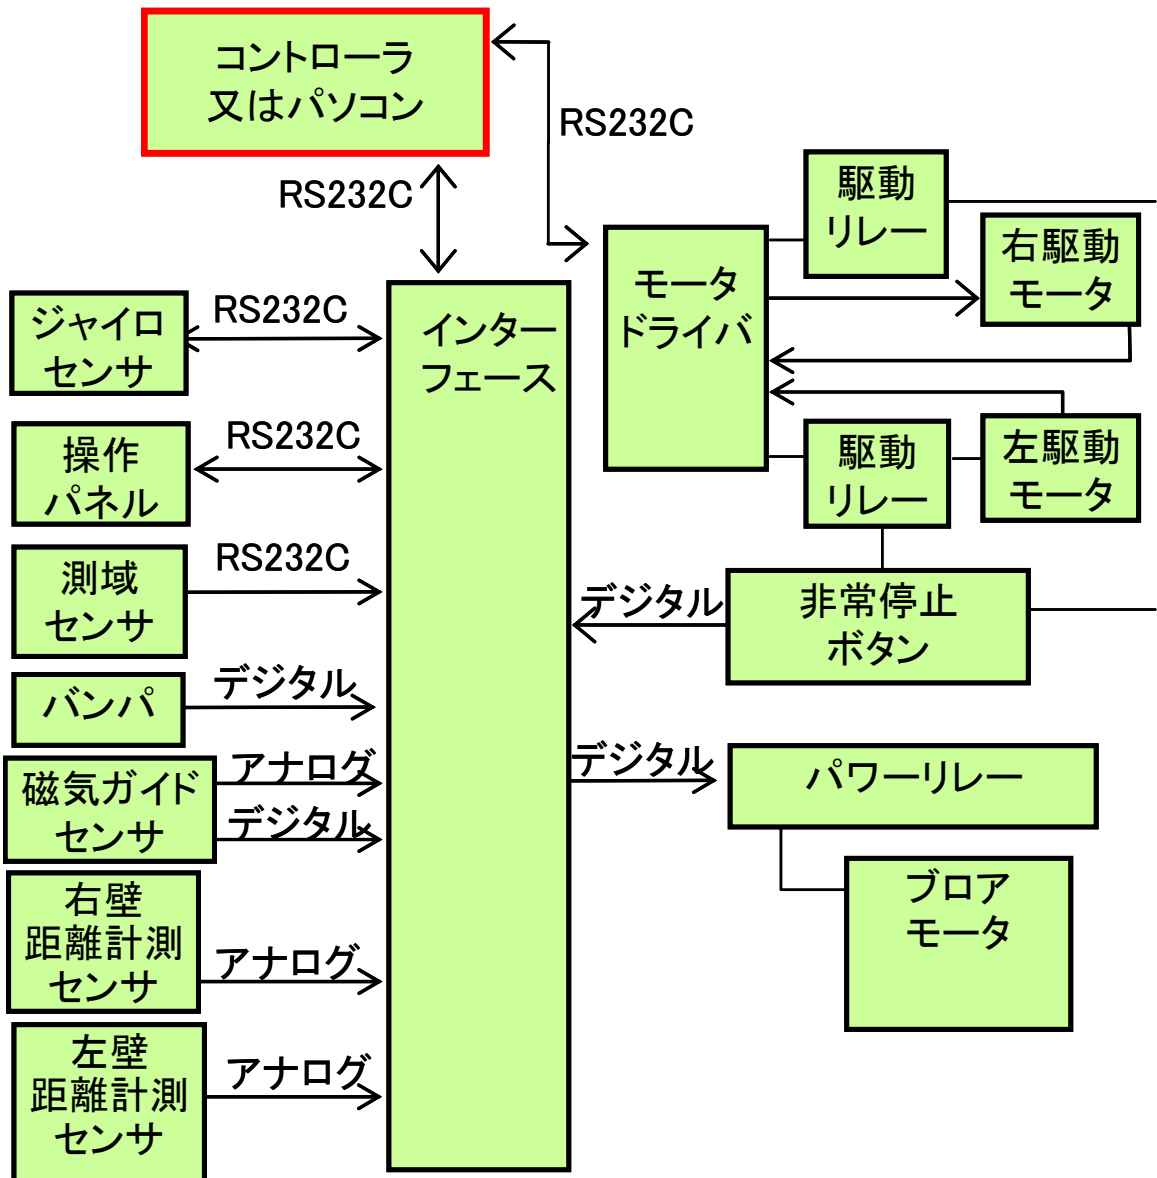 コントローラ
又はパソコン
RS232C
RS232C
駆動
リレー
右駆動
モータ
モータ
ドライバ
駆動
リレー
左駆動
モータ
インター
フェース
ジャイロ
センサ
RS232C
操作
パネル
RS232C
測域
センサ
RS232C
バンパ
デジタル
磁気ガイド
センサ
アナログ
デジタル
右壁
距離計測
センサ
アナログ
左壁
距離計測
センサ
アナログ
デジタル
非常停止
ボタン
デジタル
パワーリレー
ブロア
モータ